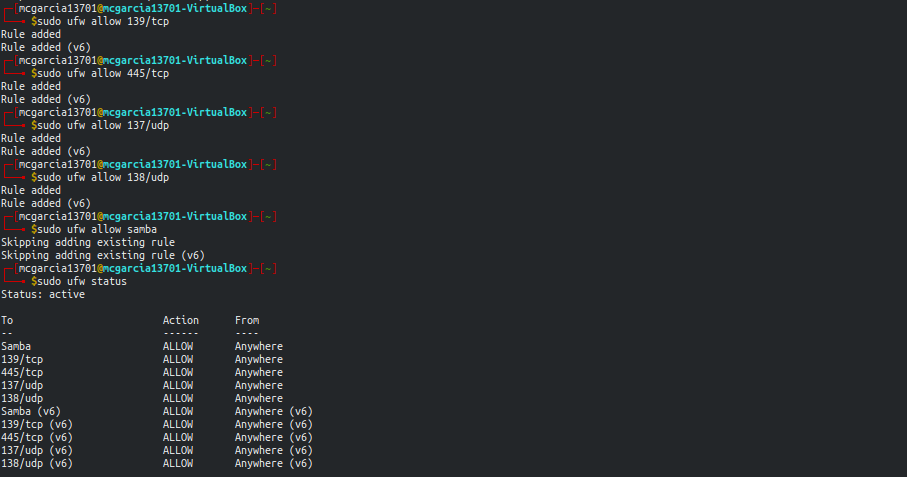 [mcgarcia13701@mcgarcia13701-VirtualBox]-[~]
$sudo ufw allow 139/tcp
Rule added
Rule added (v6)
[mcgarcia13701@mcgarcia13701-VirtualBox]-[~]
$sudo ufw allow 445/tcp
Rule added
Rule added (v6)
[mcgarcia13701@mcgarcia13701-VirtualBox]-[~]
$sudo ufw allow 137/udp
Rule added
Rule added (v6)
[mcgarcia13701@mcgarcia13701-VirtualBox]-[~]
$sudo ufw allow 138/udp
Rule added
Rule added (v6)
[mcgarcia13701@mcgarcia13701-VirtualBox]-[~]
$sudo ufw allow samba
Skipping adding existing rule
Skipping adding existing rule (v6)
[mcgarcia13701@mcgarcia13701-VirtualBox]-[~]
$sudo ufw status
Status: active
To Action From
-- ------ ----
Samba ALLOW Anywhere
139/tcp ALLOW Anywhere
445/tcp ALLOW Anywhere
137/udp ALLOW Anywhere
138/udp ALLOW Anywhere
Samba (v6) ALLOW Anywhere (v6)
139/tcp (v6) ALLOW Anywhere (v6)
445/tcp (v6) ALLOW Anywhere (v6)
137/udp (v6) ALLOW Anywhere (v6)
138/udp (v6) ALLOW Anywhere (v6)